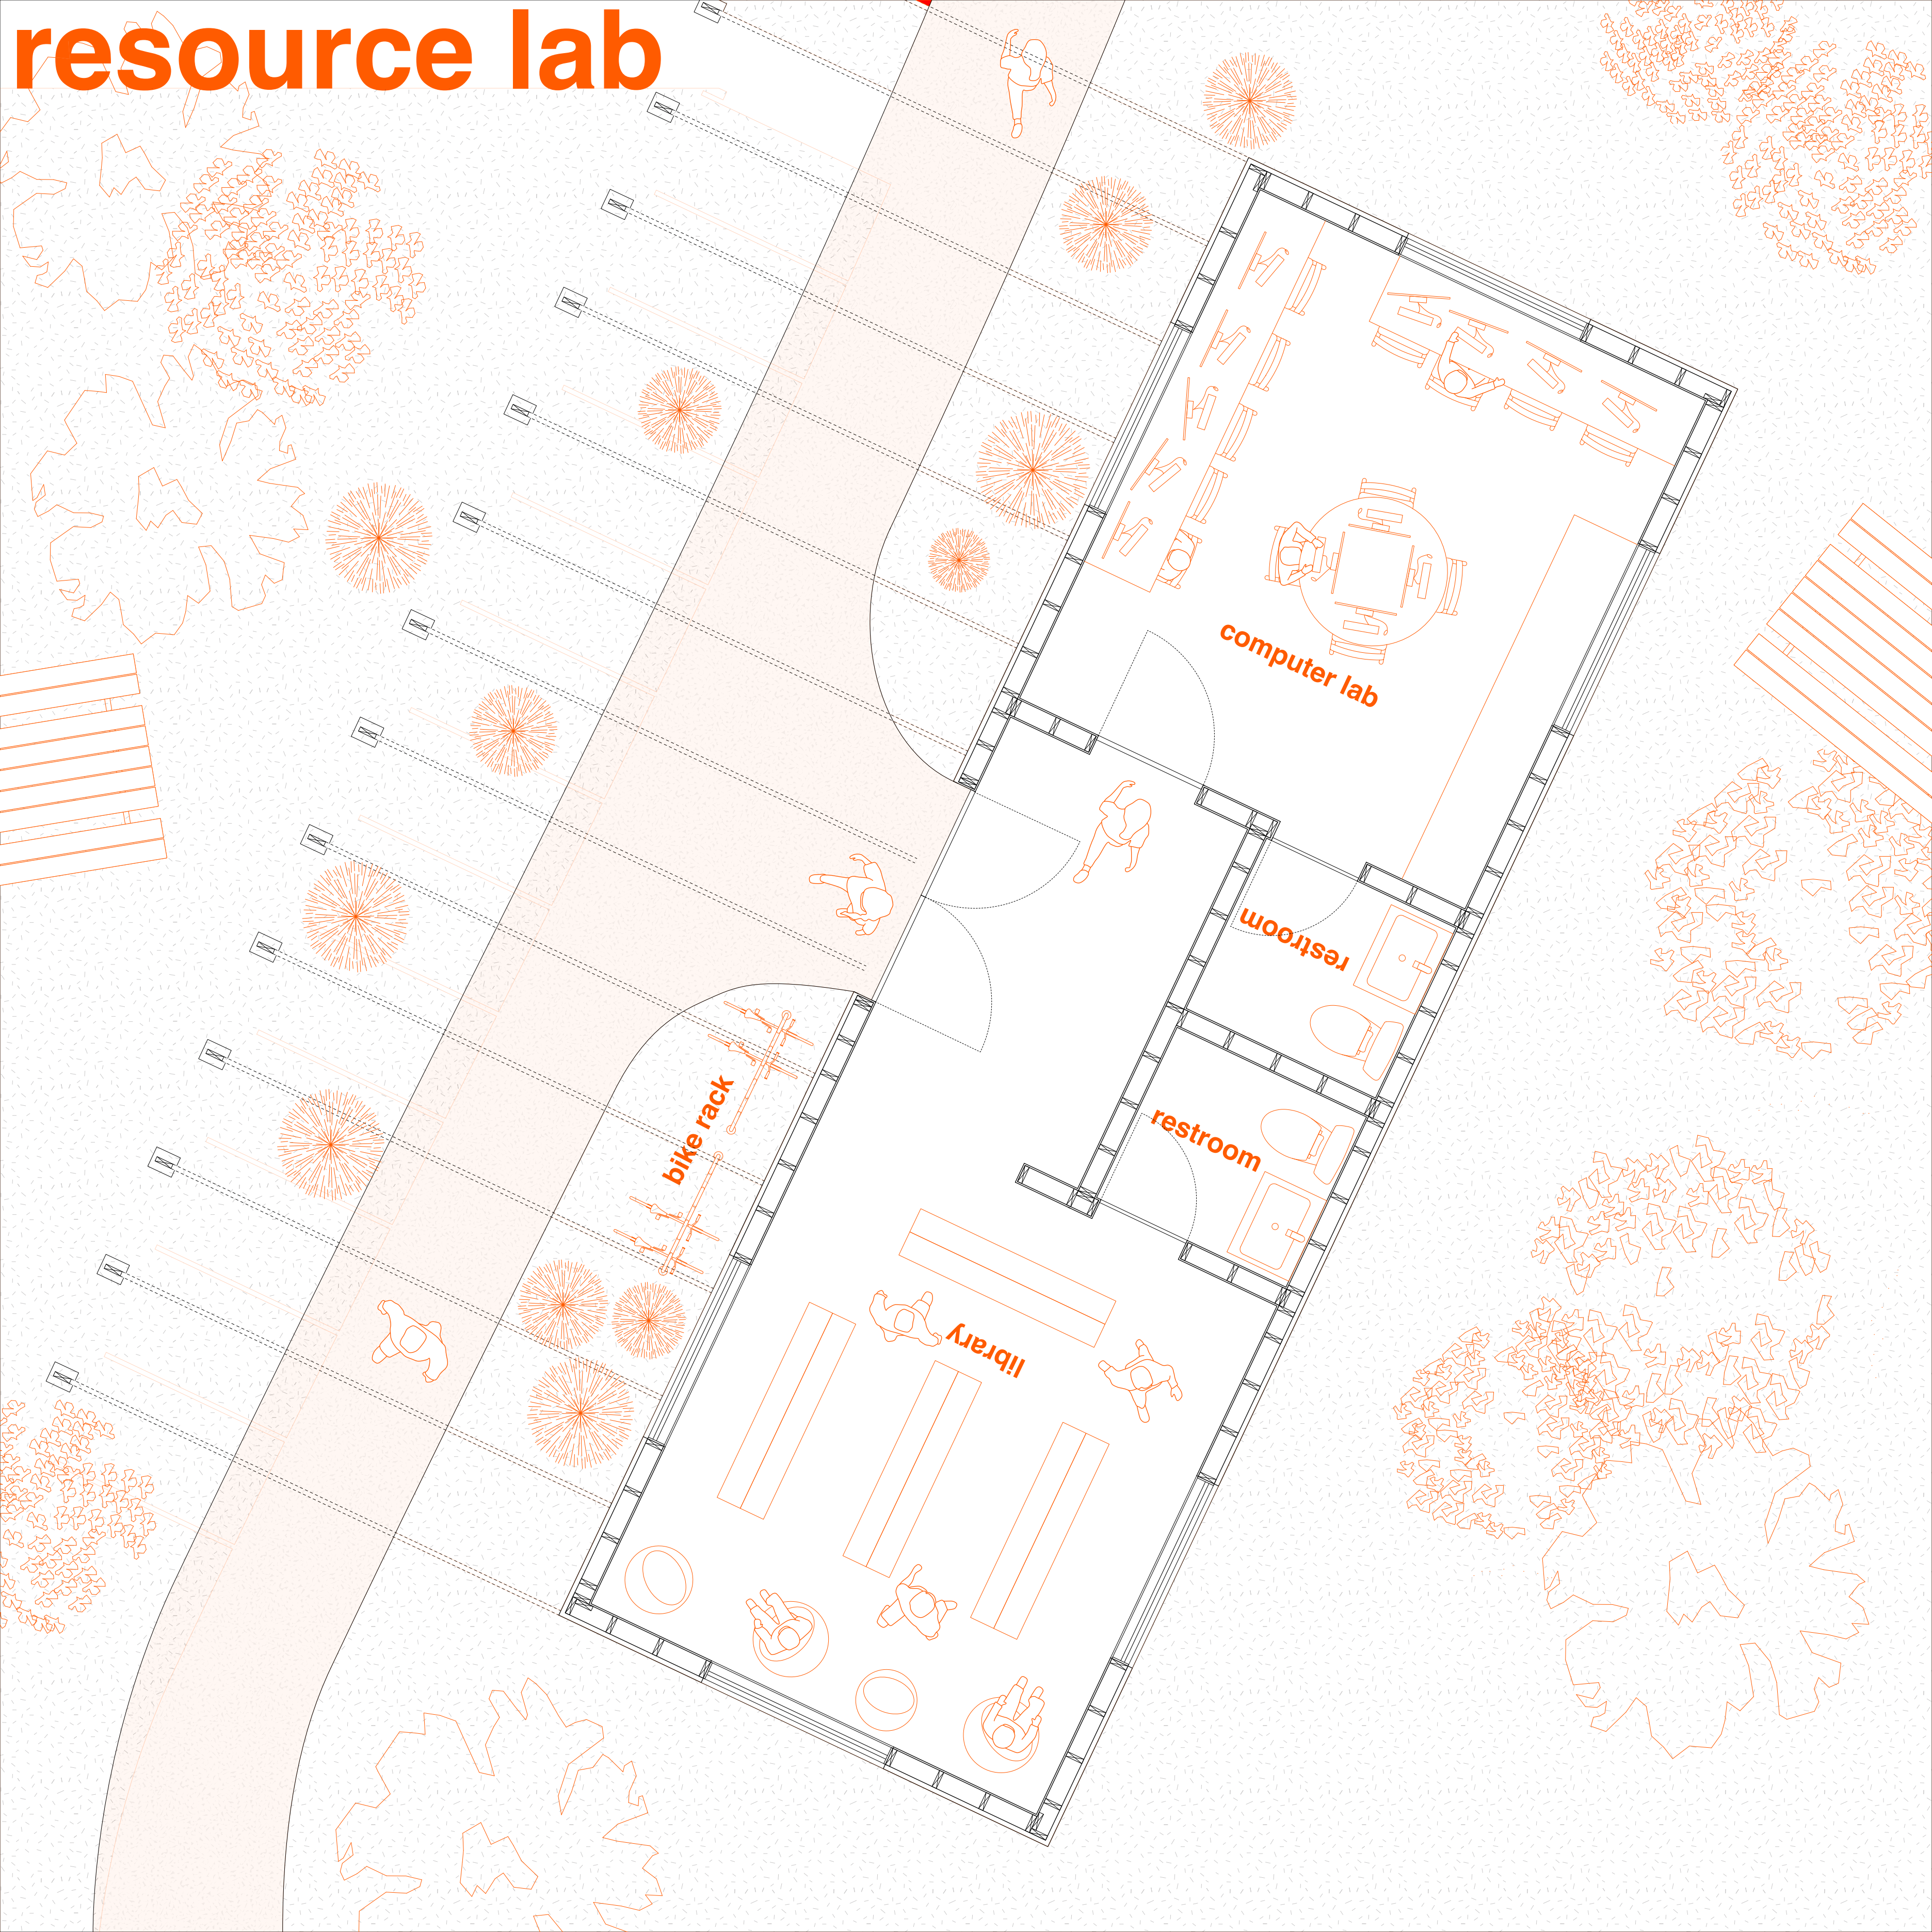 resource lab
computer lab
restroom
restroom
bike rack
library